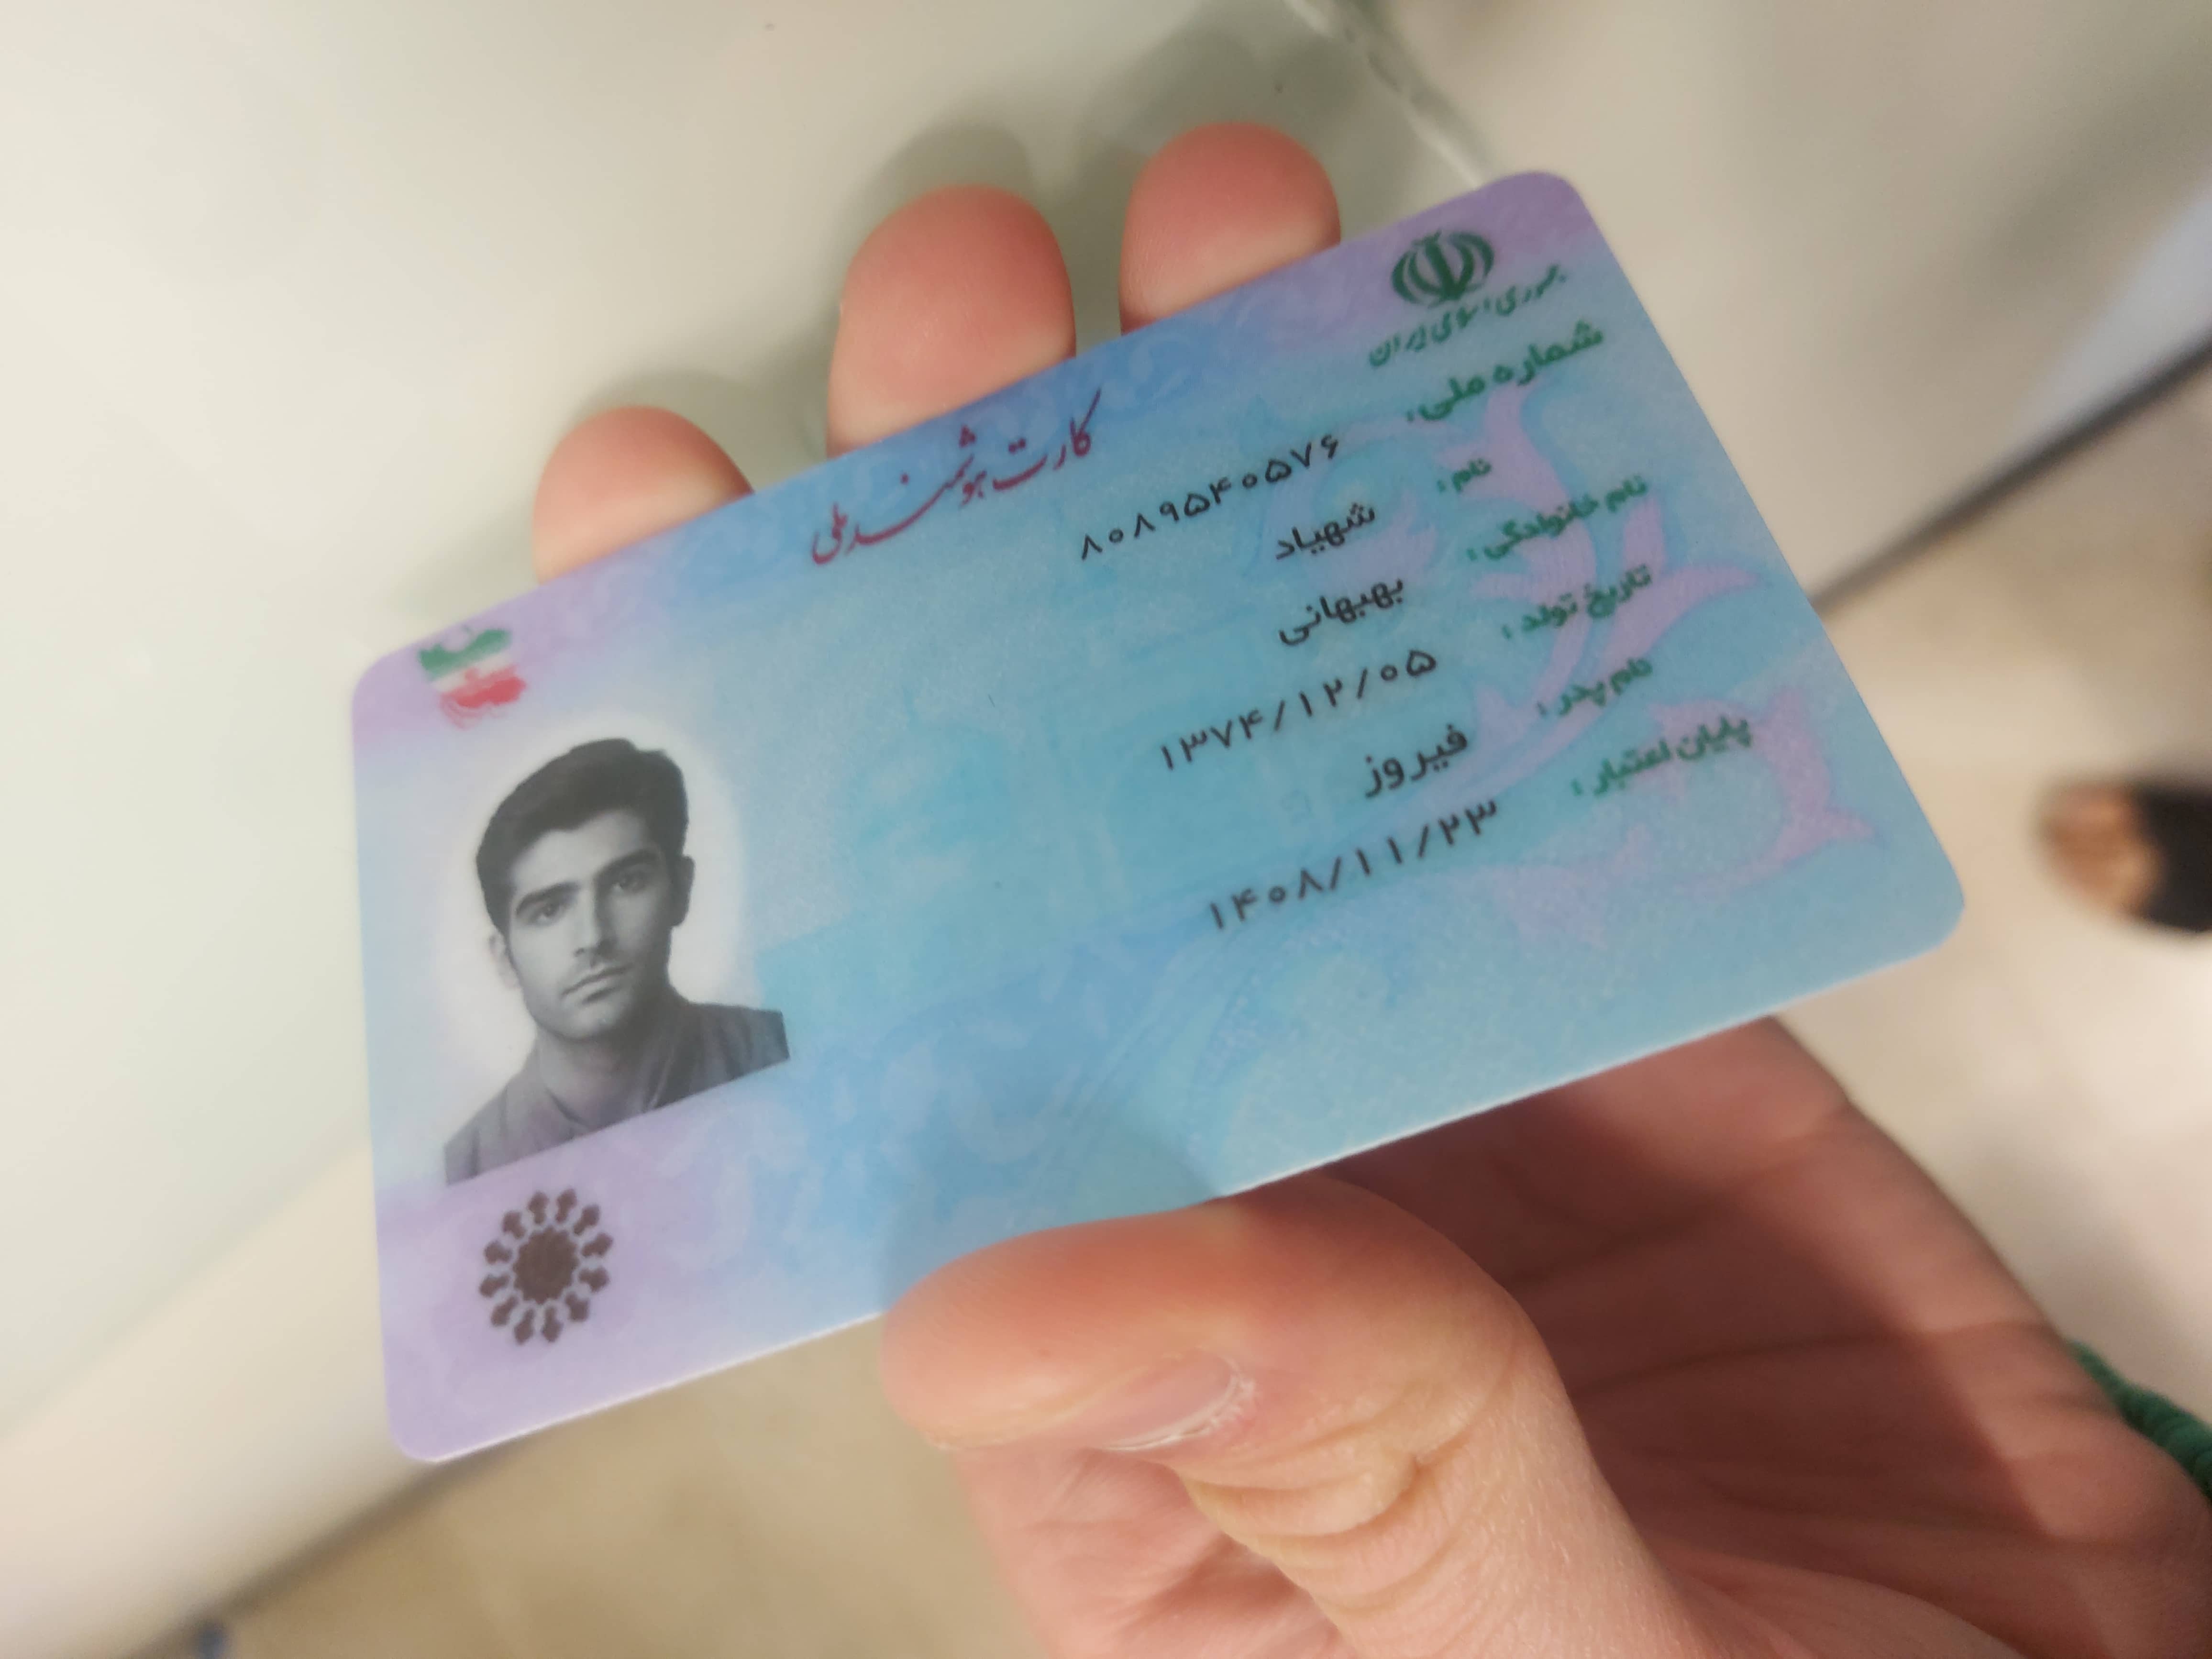 جمهوری اسلامی ایران
کارت هوشمند ملی
شماره ملی: ۸۰۸۹۵۴۰۵۷۶
نام: شهیاد
نام خانوادگی: بهبهانی
تاریخ تولد: ۱۳۷۴/۱۲/۰۵
نام پدر: فیروز
پایان اعتبار: ۱۴۰۸/۱۱/۲۳